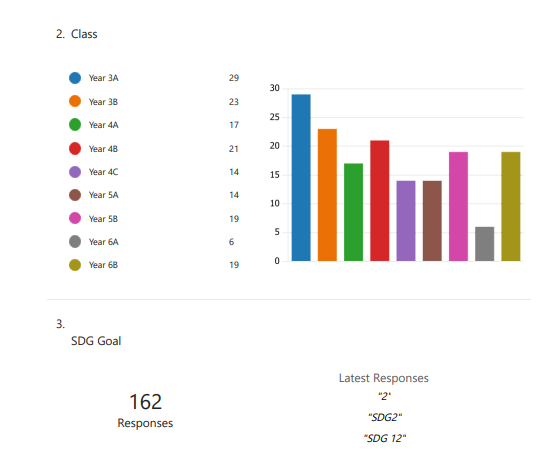 2. Class
Year 3A 29
Year 3B 23
Year 4A 17
Year 4B 21
Year 4C 14
Year 5A 14
Year 5B 19
Year 6A 6
Year 6B 19
30
25
20
15
10
5
0
3.
SDG Goal
162
Responses
Latest Responses
"2"
"SDG2"
"SDG 12"